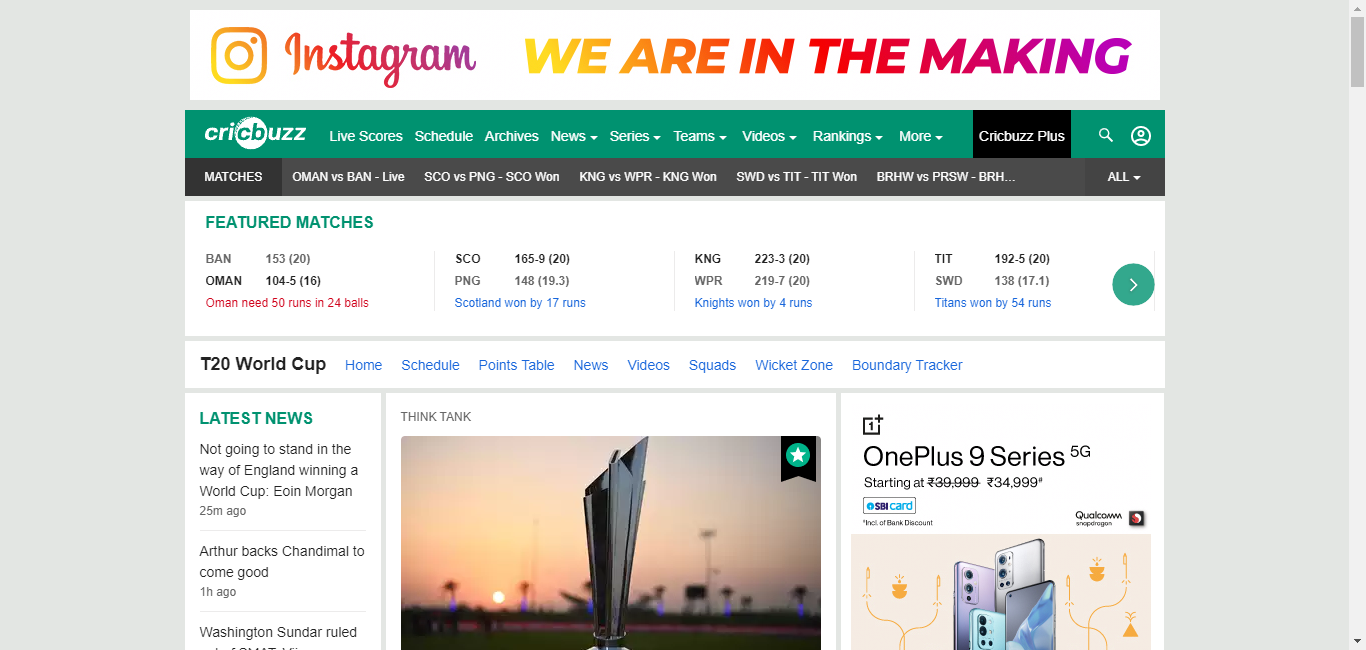 Instagram WE ARE IN THE MAKING
cricbuzz Live Scores Schedule Archives News Series Teams Videos Rankings More Cricbuzz Plus
MATCHES OMAN vs BAN - Live SCO vs PNG - SCO Won KNG vs WPR - KNG Won SWD vs TIT - TIT Won BRHW vs PRSW - BRH... ALL
FEATURED MATCHES
BAN 153 (20) SCO 165-9 (20) KNG 223-3 (20) TIT 192-5 (20)
OMAN 104-5 (16) PNG 148 (19.3) WPR 219-7 (20) SWD 138 (17.1)
Oman need 50 runs in 24 balls Scotland won by 17 runs Knights won by 4 runs Titans won by 54 runs
T20 World Cup Home Schedule Points Table News Videos Squads Wicket Zone Boundary Tracker
LATEST NEWS
Not going to stand in the
way of England winning a
World Cup: Eoin Morgan
25m ago
Arthur backs Chandimal to
come good
1h ago
Washington Sundar ruled
THINK TANK
OnePlus 9 Series 5G
Starting at ₹39,999 ₹34,999#
SBI card
#Incl. of Bank Discount
Qualcomm
snapdragon